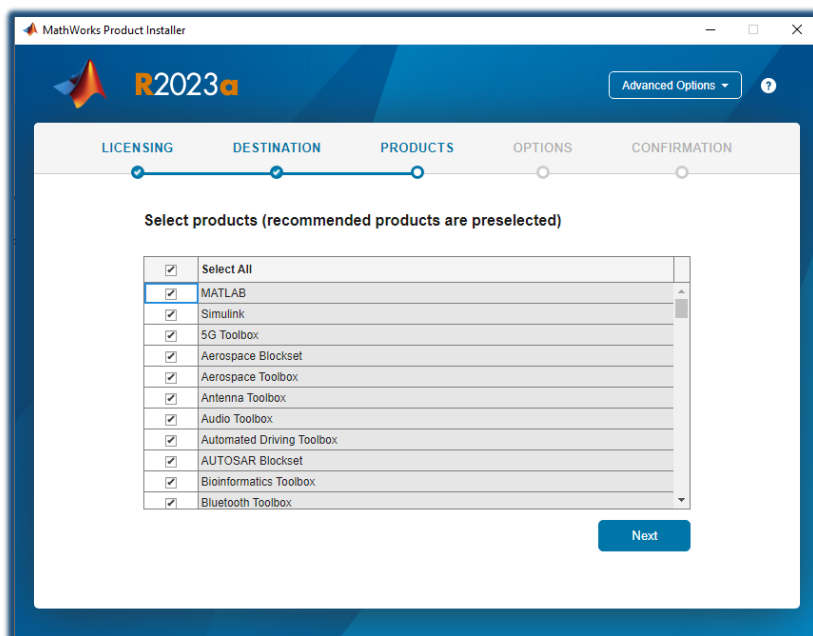 MathWorks Product Installer
R2023a
Advanced Options
?
LICENSING DESTINATION PRODUCTS OPTIONS CONFIRMATION
Select products (recommended products are preselected)
Select All
MATLAB
Simulink
5G Toolbox
Aerospace Blockset
Aerospace Toolbox
Antenna Toolbox
Audio Toolbox
Automated Driving Toolbox
AUTOSAR Blockset
Bioinformatics Toolbox
Bluetooth Toolbox
Next